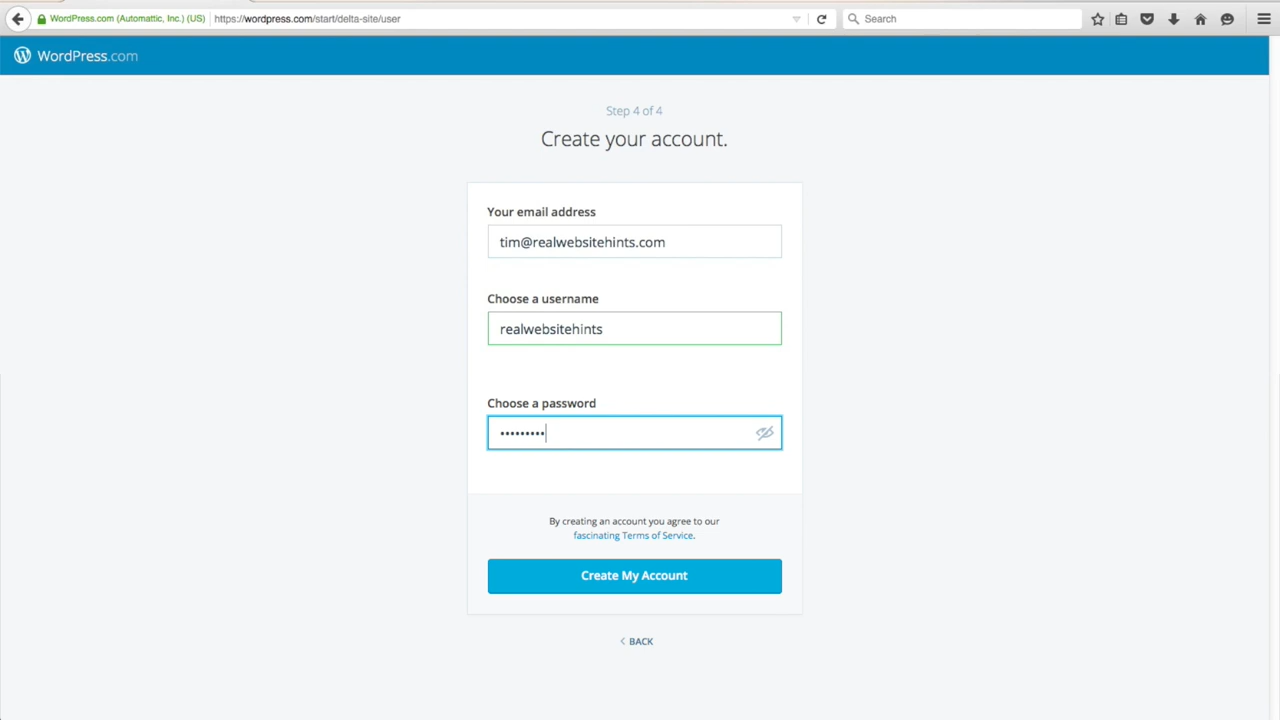 WordPress.com (Automattic, Inc.) (US)
https://wordpress.com/start/delta-site/user
Search
WordPress.com
Step 4 of 4
Create your account.
Your email address
tim@realwebsitehints.com
Choose a username
realwebsitehints
Choose a password
•••••••••
By creating an account you agree to our
fascinating Terms of Service.
Create My Account
BACK